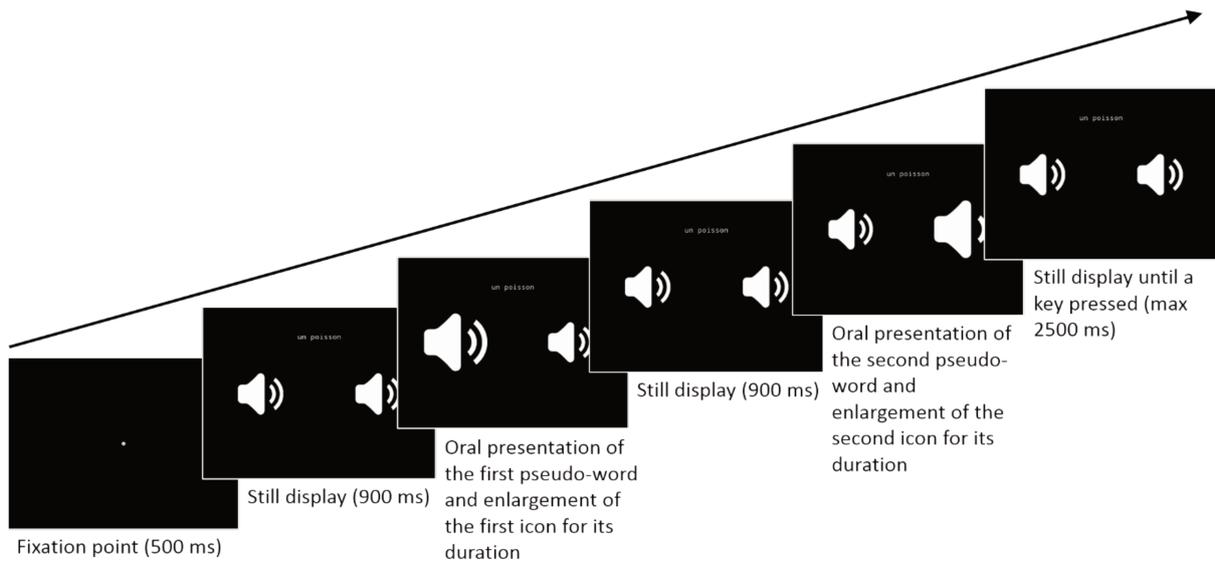 un poisson
un poisson
un poisson
un poisson
un poisson
Fixation point (500 ms)
Still display (900 ms)
Oral presentation of
the first pseudo-word
and enlargement of
the first icon for its
duration
Still display (900 ms)
Oral presentation of
the second pseudo-
word and
enlargement of the
second icon for its
duration
Still display until a
key pressed (max
2500 ms)